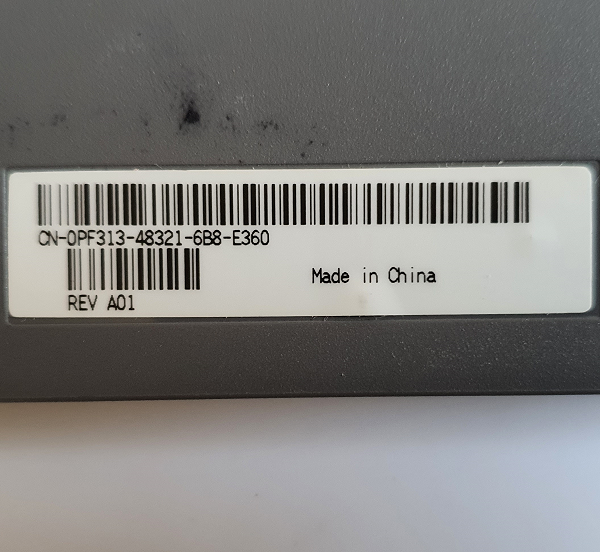 CN-0PF313-48321-6B8-E360
REV A01
Made in China